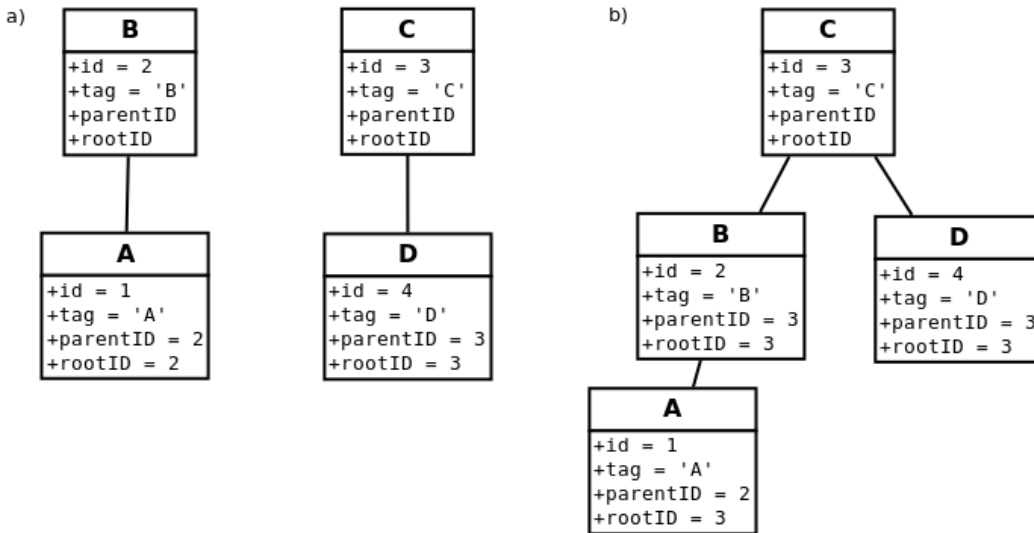 a)
B
+id = 2
+tag = 'B'
+parentID
+rootID
A
+id = 1
+tag = 'A'
+parentID = 2
+rootID = 2
C
+id = 3
+tag = 'C'
+parentID
+rootID
D
+id = 4
+tag = 'D'
+parentID = 3
+rootID = 3
b)
C
+id = 3
+tag = 'C'
+parentID
+rootID
B
+id = 2
+tag = 'B'
+parentID = 3
+rootID = 3
D
+id = 4
+tag = 'D'
+parentID = 3
+rootID = 3
A
+id = 1
+tag = 'A'
+parentID = 2
+rootID = 3